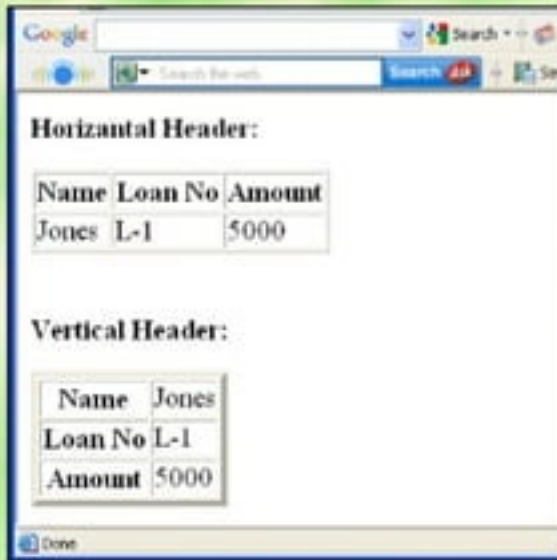 Google Search
Search the web Search Ask
Horizantal Header:
Name Loan No Amount
Jones L-1 5000
Vertical Header:
Name Jones
Loan No L-1
Amount 5000
Done